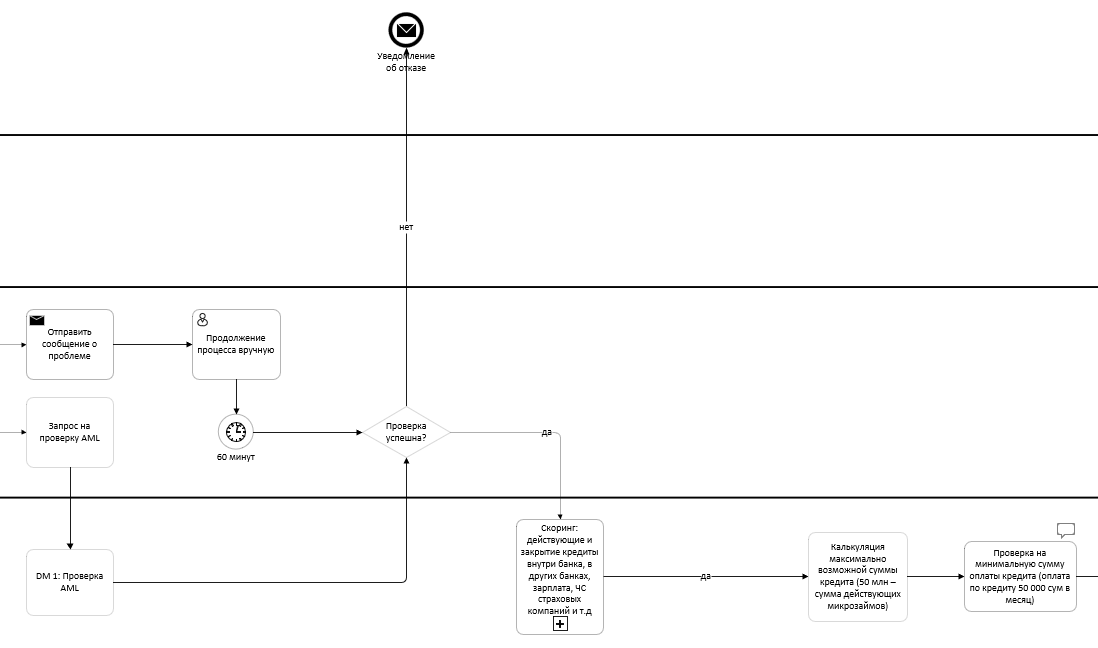 Уведомление
об отказе
нет
Отправить
сообщение о
проблеме
Продолжение
процесса вручную
Запрос на
проверку AML
60 минут
Проверка
успешна?
да
DM 1: Проверка
AML
Скоринг:
действующие и
закрытие кредиты
внутри банка, в
других банках,
зарплата, ЧС
страховых
компаний и т.д
да
Калькуляция
максимально
возможной суммы
кредита (50 млн –
сумма действующих
микрозаймов)
Проверка на
минимальную сумму
оплаты кредита (оплата
по кредиту 50 000 сум в
месяц)